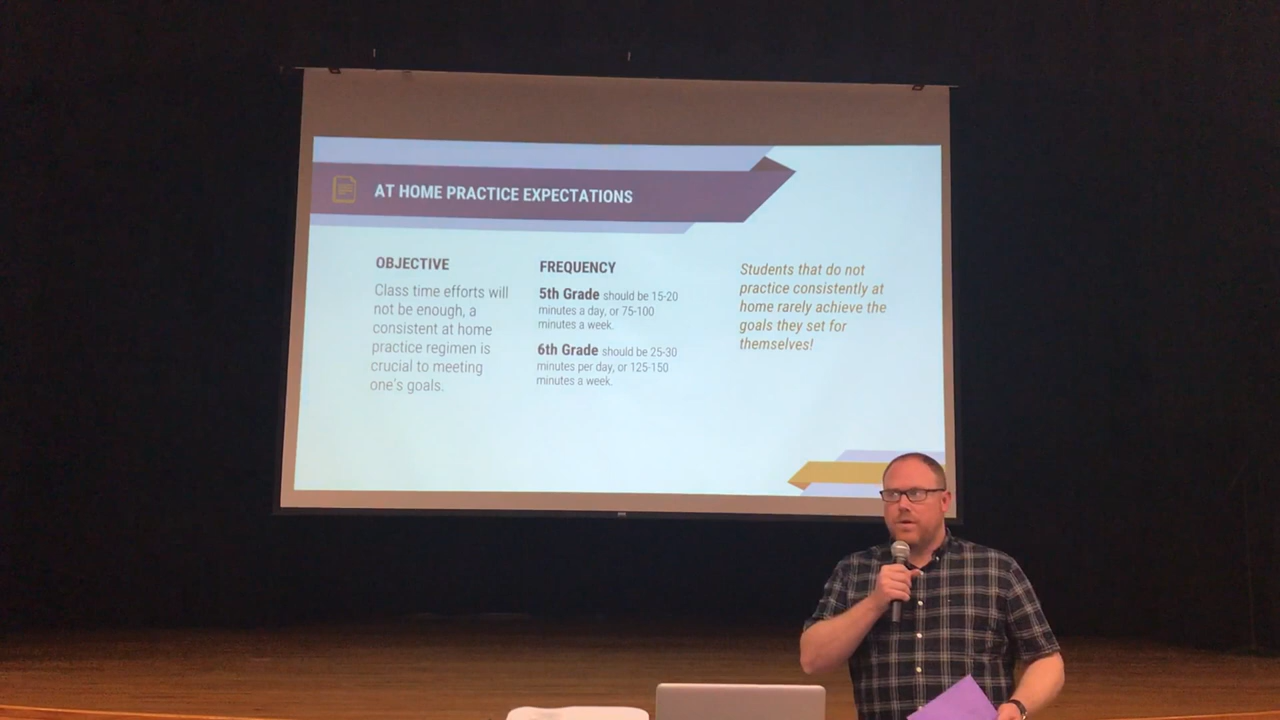 AT HOME PRACTICE EXPECTATIONS
OBJECTIVE
Class time efforts will
not be enough, a
consistent at home
practice regimen is
crucial to meeting
one's goals.
FREQUENCY
5th Grade should be 15-20
minutes a day, or 75-100
minutes a week.
6th Grade should be 25-30
minutes per day, or 125-150
minutes a week.
Students that do not
practice consistently at
home rarely achieve the
goals they set for
themselves!